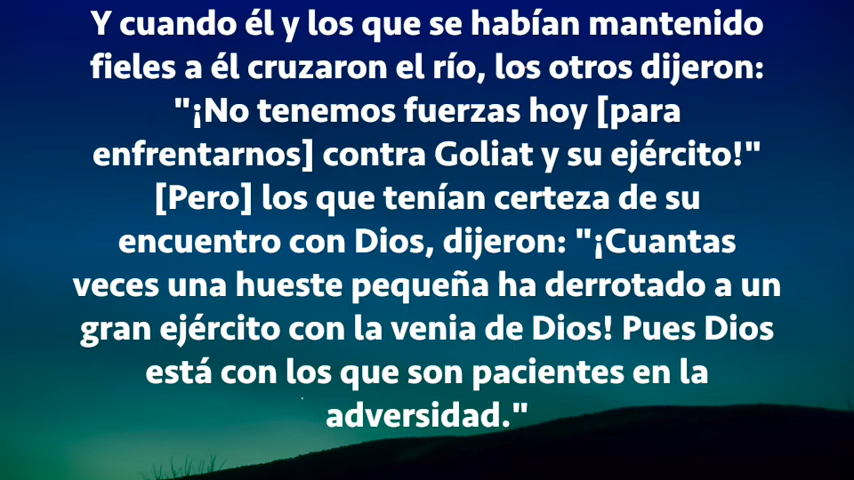 Y cuando él y los que se habían mantenido
fieles a él cruzaron el río, los otros dijeron:
"¡No tenemos fuerzas hoy [para
enfrentarnos] contra Goliat y su ejército!"
[Pero] los que tenían certeza de su
encuentro con Dios, dijeron: "¡Cuantas
veces una hueste pequeña ha derrotado a un
gran ejército con la venia de Dios! Pues Dios
está con los que son pacientes en la
adversidad."